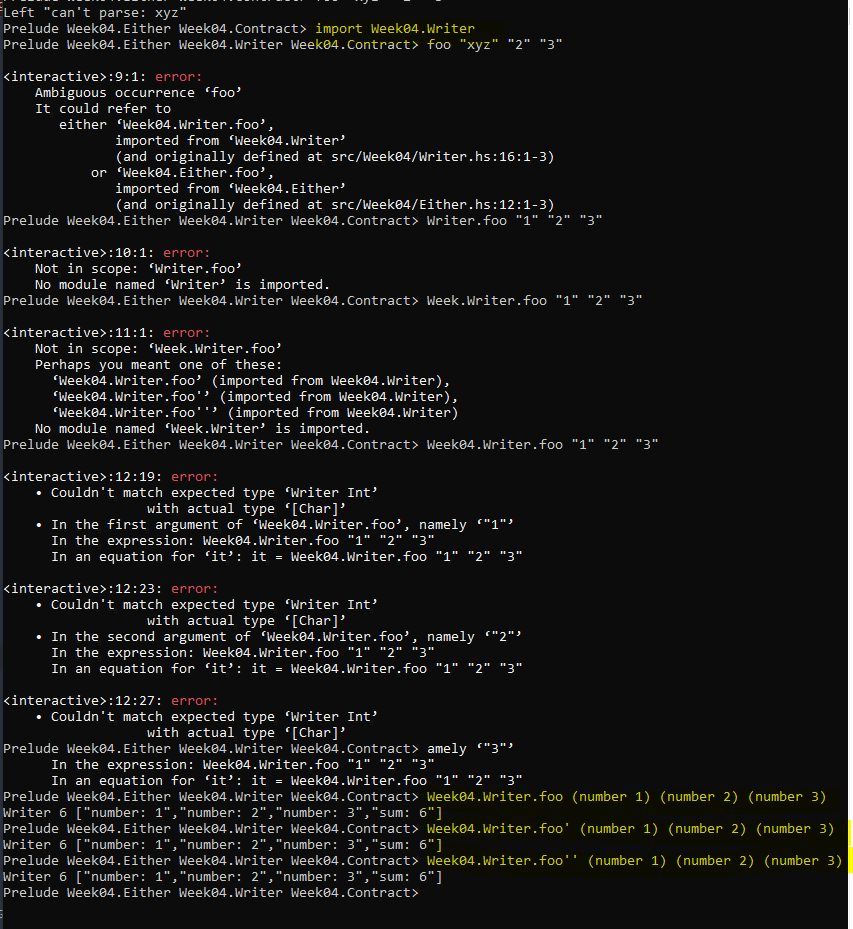 Left "can't parse: xyz"
Prelude Week04.Either Week04.Contract> import Week04.Writer
Prelude Week04.Either Week04.Writer Week04.Contract> foo "xyz" "2" "3"
<interactive>:9:1: error:
    Ambiguous occurrence ‘foo’
    It could refer to
       either ‘Week04.Writer.foo’,
              imported from ‘Week04.Writer’
              (and originally defined at src/Week04/Writer.hs:16:1-3)
           or ‘Week04.Either.foo’,
              imported from ‘Week04.Either’
              (and originally defined at src/Week04/Either.hs:12:1-3)
Prelude Week04.Either Week04.Writer Week04.Contract> Writer.foo "1" "2" "3"
<interactive>:10:1: error:
    Not in scope: ‘Writer.foo’
    No module named ‘Writer’ is imported.
Prelude Week04.Either Week04.Writer Week04.Contract> Week.Writer.foo "1" "2" "3"
<interactive>:11:1: error:
    Not in scope: ‘Week.Writer.foo’
    Perhaps you meant one of these:
      ‘Week04.Writer.foo’ (imported from Week04.Writer),
      ‘Week04.Writer.foo'’ (imported from Week04.Writer),
      ‘Week04.Writer.foo''’ (imported from Week04.Writer)
    No module named ‘Week.Writer’ is imported.
Prelude Week04.Either Week04.Writer Week04.Contract> Week04.Writer.foo "1" "2" "3"
<interactive>:12:19: error:
    • Couldn't match expected type ‘Writer Int’
                  with actual type ‘[Char]’
    • In the first argument of ‘Week04.Writer.foo’, namely ‘"1"’
      In the expression: Week04.Writer.foo "1" "2" "3"
      In an equation for ‘it’: it = Week04.Writer.foo "1" "2" "3"
<interactive>:12:23: error:
    • Couldn't match expected type ‘Writer Int’
                  with actual type ‘[Char]’
    • In the second argument of ‘Week04.Writer.foo’, namely ‘"2"’
      In the expression: Week04.Writer.foo "1" "2" "3"
      In an equation for ‘it’: it = Week04.Writer.foo "1" "2" "3"
<interactive>:12:27: error:
    • Couldn't match expected type ‘Writer Int’
                  with actual type ‘[Char]’
Prelude Week04.Either Week04.Writer Week04.Contract> amely ‘"3"’
      In the expression: Week04.Writer.foo "1" "2" "3"
      In an equation for ‘it’: it = Week04.Writer.foo "1" "2" "3"
Prelude Week04.Either Week04.Writer Week04.Contract> Week04.Writer.foo (number 1) (number 2) (number 3)
Writer 6 ["number: 1","number: 2","number: 3","sum: 6"]
Prelude Week04.Either Week04.Writer Week04.Contract> Week04.Writer.foo' (number 1) (number 2) (number 3)
Writer 6 ["number: 1","number: 2","number: 3","sum: 6"]
Prelude Week04.Either Week04.Writer Week04.Contract> Week04.Writer.foo'' (number 1) (number 2) (number 3)
Writer 6 ["number: 1","number: 2","number: 3","sum: 6"]
Prelude Week04.Either Week04.Writer Week04.Contract>